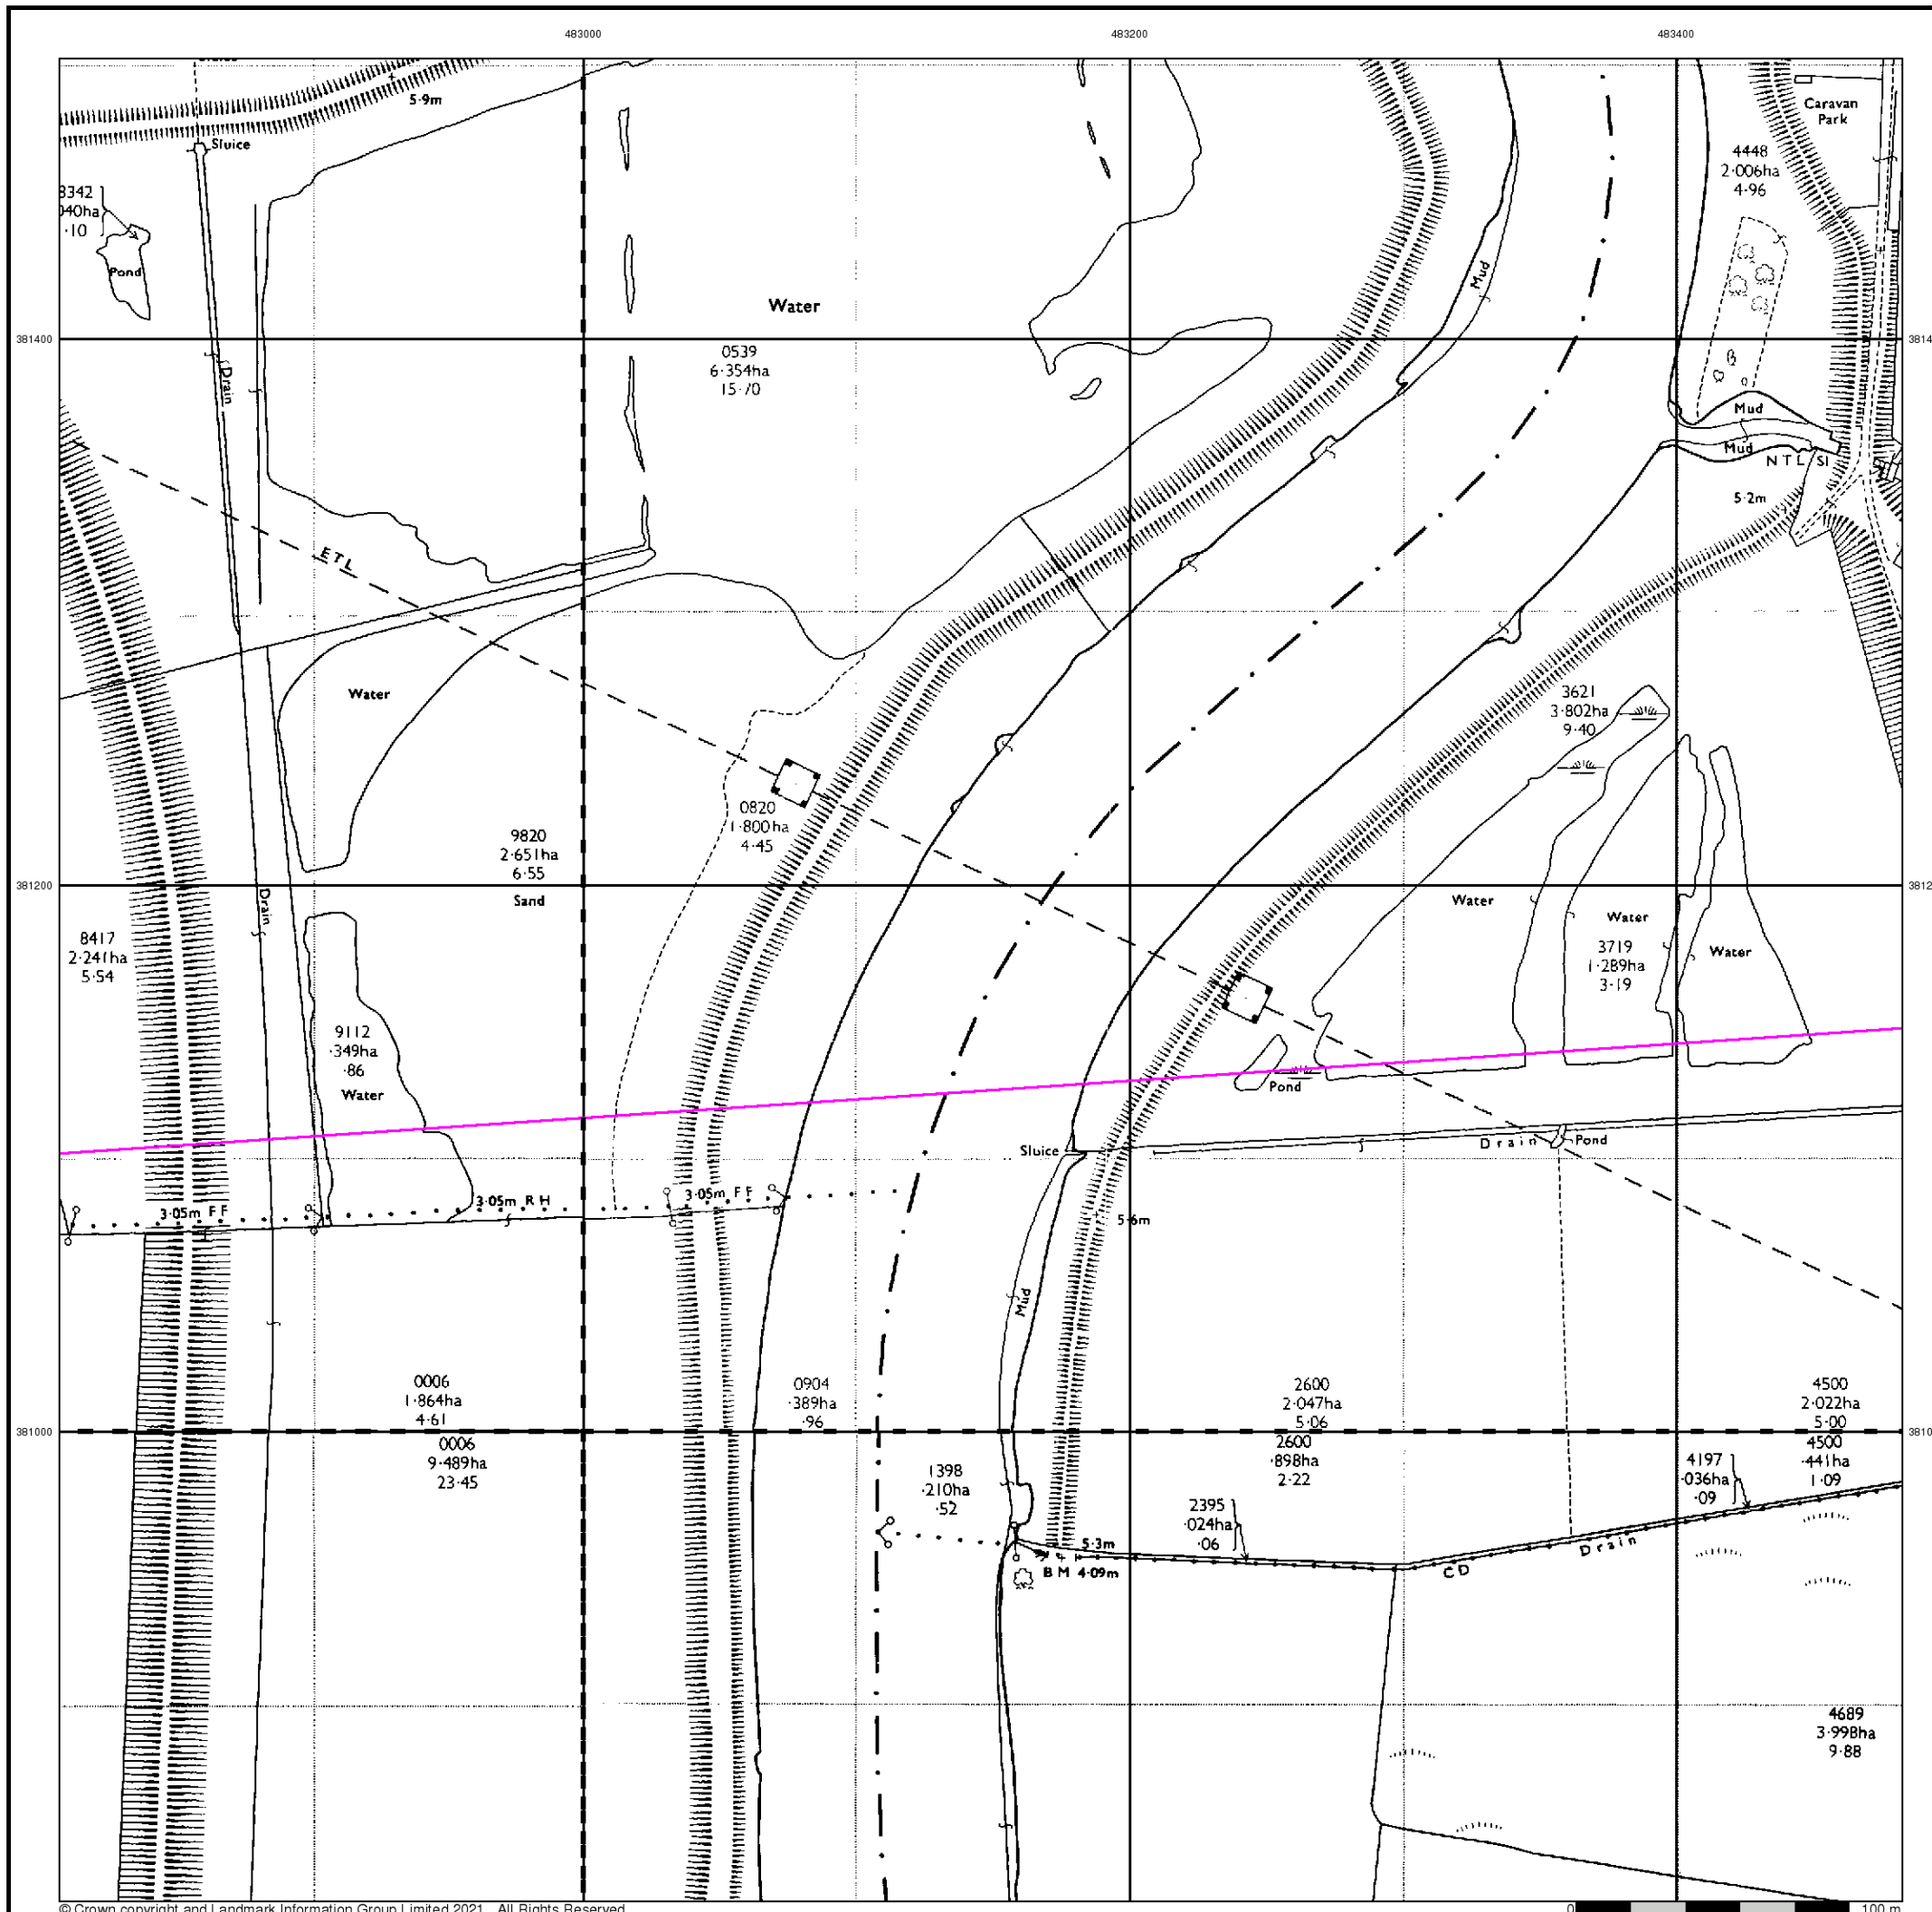 483000
483200
483400
5·9m
Sluice
Caravan
Park
4448
2·006ha
4·96
8342
·040ha
·10
Pond
Mud
Water
381400
0539
6·354ha
15·70
Drain
Mud
Mud
N T L Sl
5·2m
ETL
Water
3621
3·802ha
9·40
0820
1·800ha
4·45
9820
2·651ha
6·55
Sand
381200
Drain
Water
Water
8417
2·241ha
5·54
3719
1·289ha
3·19
Water
9112
·349ha
·86
Water
Pond
Sluice
Drain
Pond
3·05m F F
3·05m R H
3·05m F F
5·6m
Mud
0006
1·864ha
4·61
0904
·389ha
·96
2600
2·047ha
5·06
4500
2·022ha
5·00
381000
0006
9·489ha
23·45
2600
·898ha
2·22
4500
·441ha
1·09
1398
·210ha
·52
4197
·036ha
·09
2395
·024ha
·06
5·3m
B M 4·09m
CD
Drain
4689
3·998ha
9·88
© Crown copyright and Landmark Information Group Limited 2021. All Rights Reserved.
0
100 m